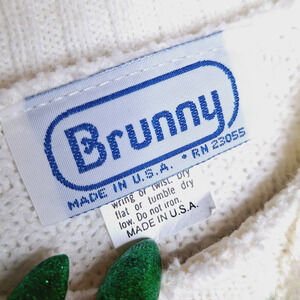 Brunny
MADE IN U.S.A. • RN 23055
wring or twist. Dry
flat or tumble dry
low. Do not iron.
MADE IN U.S.A.